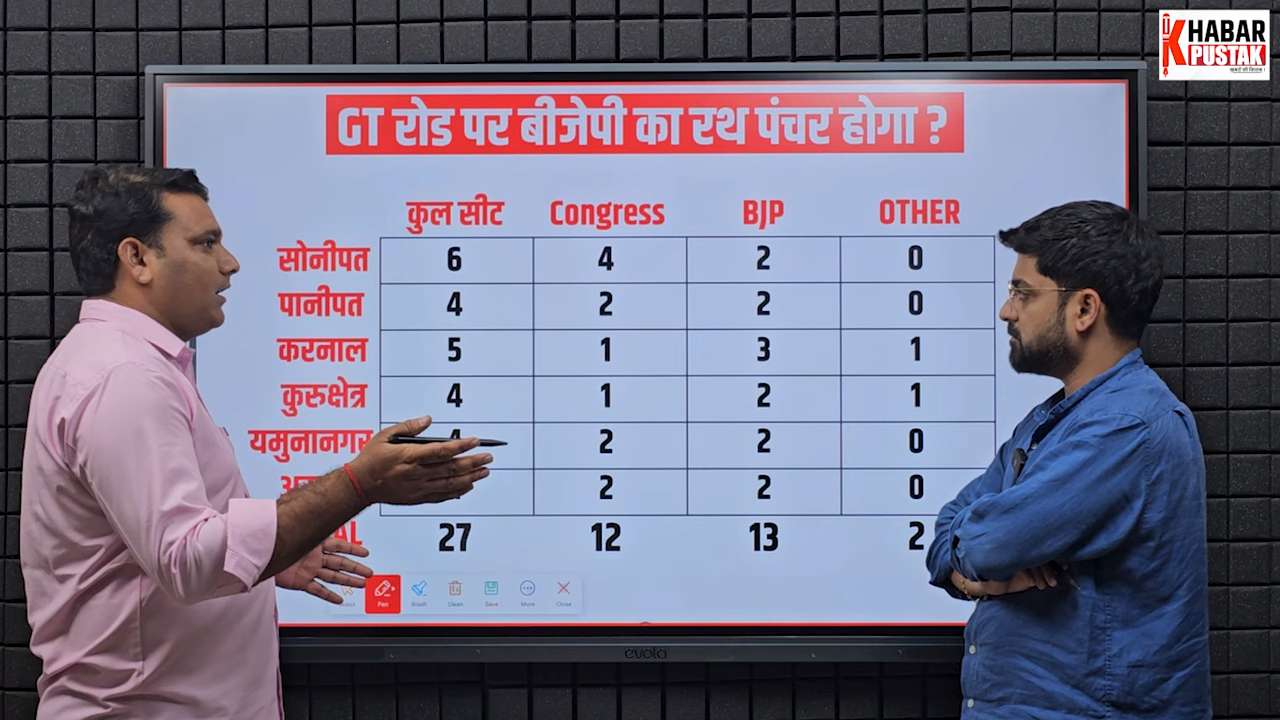 KHABAR
PUSTAK
GT रोड पर बीजेपी का रथ पंचर होगा ?
कुल सीट Congress BJP OTHER
सोनीपत 6 4 2 0
पानीपत 4 2 2 0
करनाल 5 1 3 1
कुरुक्षेत्र 4 1 2 1
यमुनानगर 2 2 0
2 2 0
27 12 13 2
Pen Brush Clean Save More Close
evota